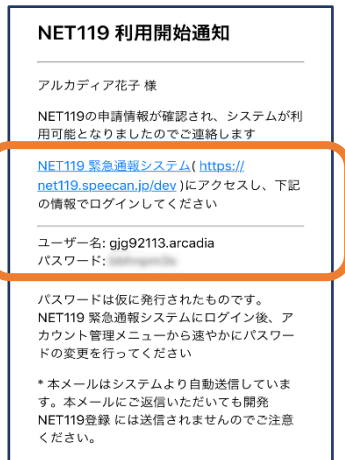 NET119 利用開始通知
アルカディア花子 様
NET119の申請情報が確認され、システムが利
用可能となりましたのでご連絡します
NET119 緊急通報システム( https://
net119.speecan.jp/dev )にアクセスし、下記
の情報でログインしてください
ユーザー名: gjg92113.arcadia
パスワード:
パスワードは仮に発行されたものです。
NET119 緊急通報システムにログイン後、ア
カウント管理メニューから速やかにパスワー
ドの変更を行ってください
* 本メールはシステムより自動送信していま
す。本メールにご返信いただいても開発
NET119登録 には送信されませんのでご注意
ください。